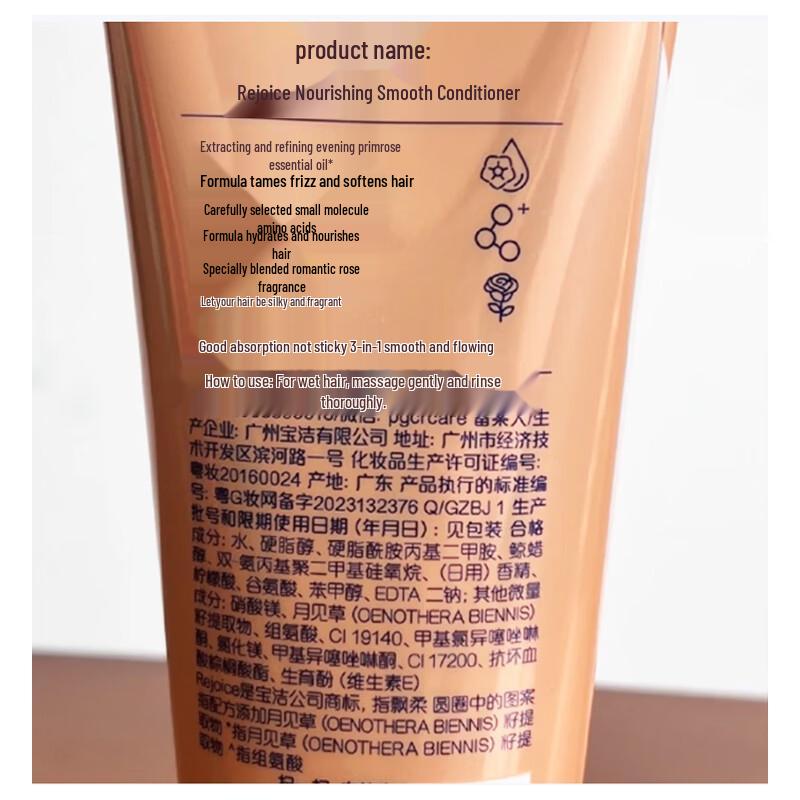 product name:
Rejoice Nourishing Smooth Conditioner
Extracting and refining evening primrose
essential oil*
Formula tames frizz and softens hair
Carefully selected small molecule
amino acids
Formula hydrates and nourishes
hair
Specially blended romantic rose
fragrance
Let your hair be silky and fragrant
Good absorption not sticky 3-in-1 smooth and flowing
How to use: For wet hair, massage gently and rinse
thoroughly.
微信: pgcrcare 备案人/生
产企业: 广州宝洁有限公司 地址: 广州市经济技
术开发区滨河路一号 化妆品生产许可证编号:
粤妆20160024 产地: 广东 产品执行的标准编
号: 粤G妆网备字2023132376 Q/GZBJ 1 生产
批号和限期使用日期 (年月日): 见包装 合格
成分: 水、硬脂醇、硬脂酰胺丙基二甲胺、鲸蜡
醇、双-氨丙基聚二甲基硅氧烷、(日用) 香精、
柠檬酸、谷氨酸、苯甲醇、EDTA 二钠; 其他微量
成分: 硝酸镁、月见草 (OENOTHERA BIENNIS)
籽提取物、组氨酸、CI 19140、甲基氯异噻唑啉
酮、氯化镁、甲基异噻唑啉酮、CI 17200、抗坏血
酸棕榈酸酯、生育酚 (维生素E)
Rejoice是宝洁公司商标, 指飘柔 圆圈中的图案
指配方添加月见草 (OENOTHERA BIENNIS) 籽提
取物 *指月见草 (OENOTHERA BIENNIS) 籽提
取物 ^指组氨酸